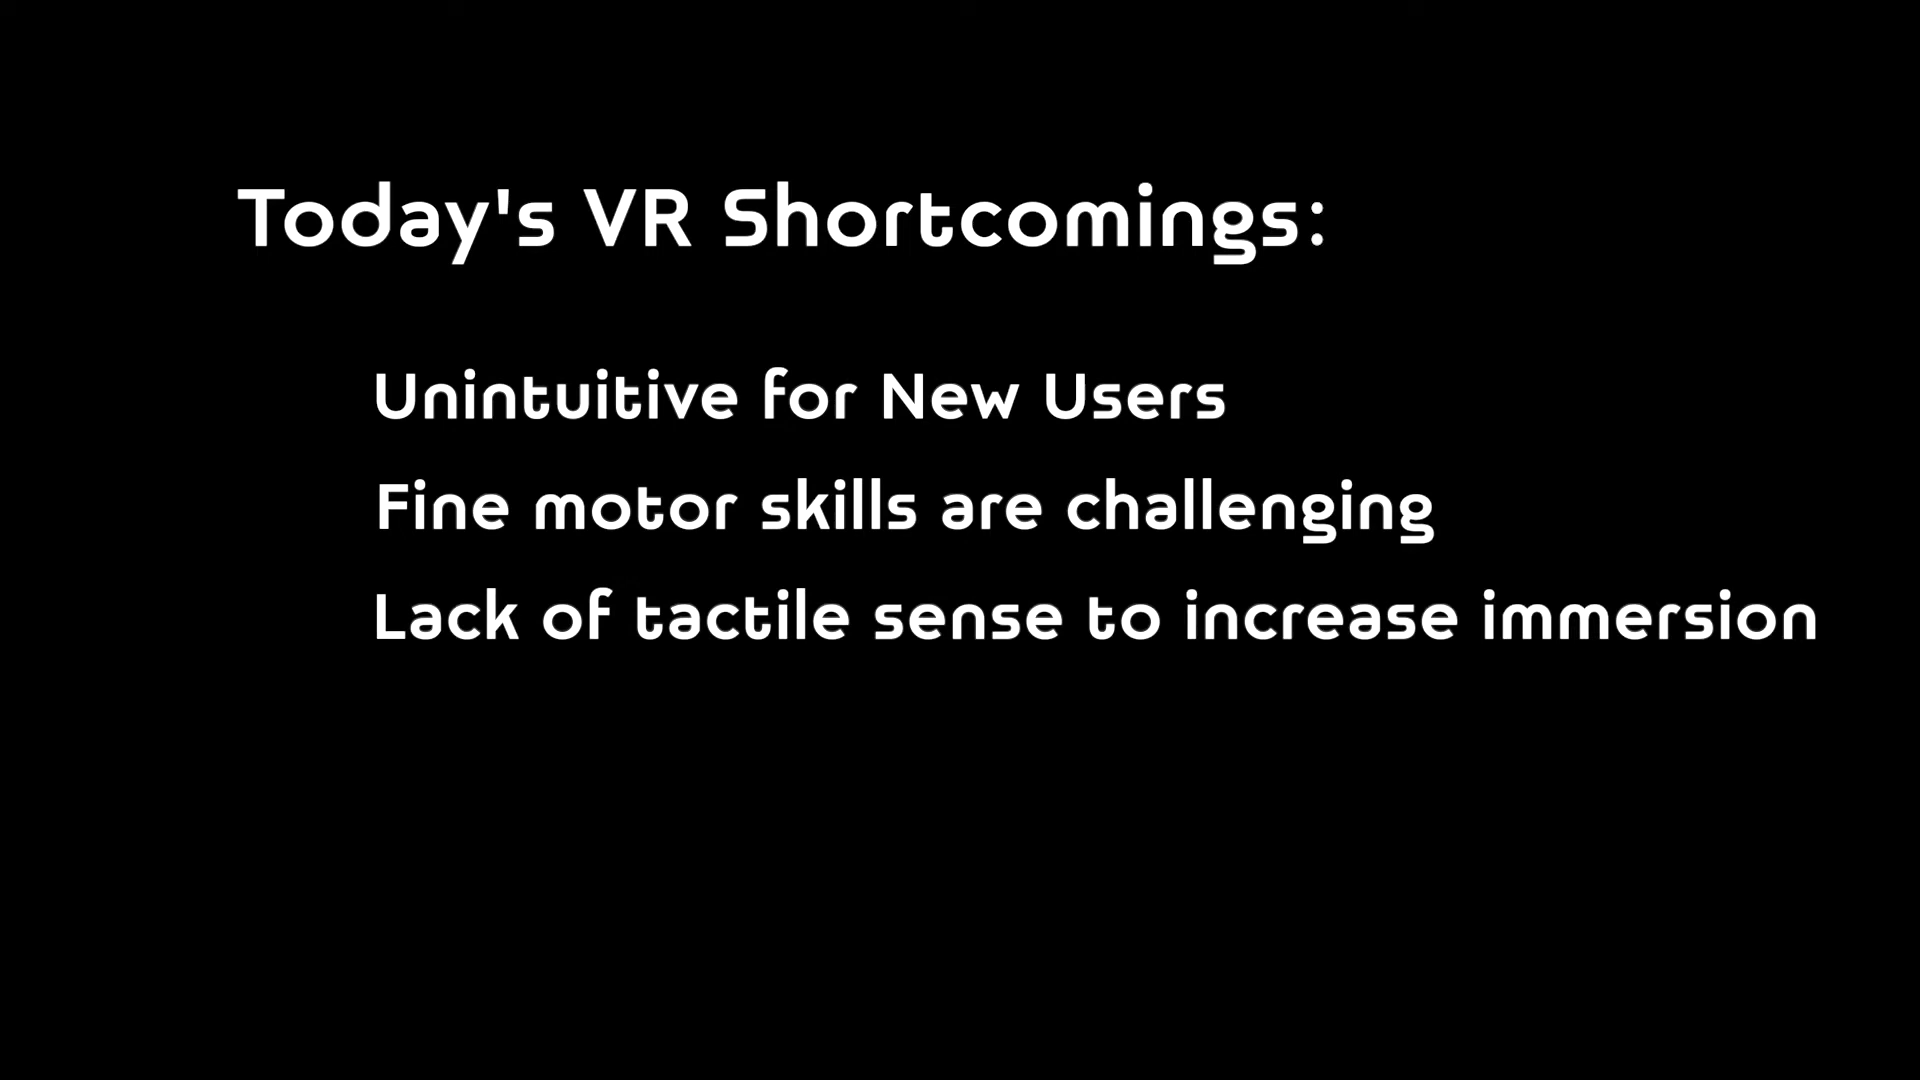 Today's VR Shortcomings:
Unintuitive for New Users
Fine motor skills are challenging
Lack of tactile sense to increase immersion